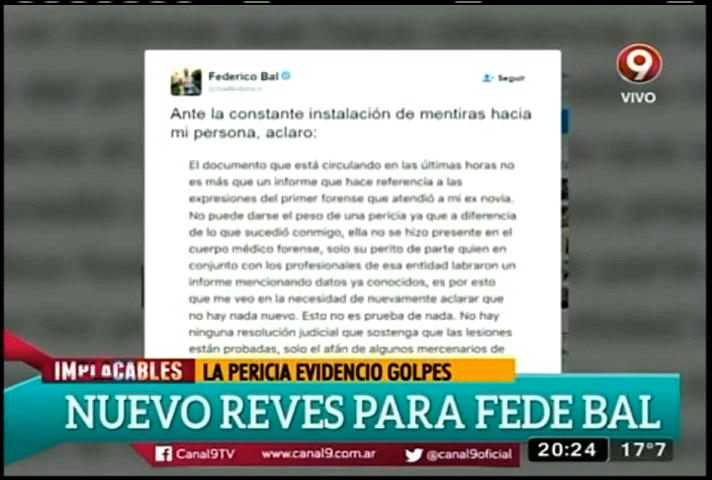 Federico Bal
Seguir
Ante la constante instalación de mentiras hacia
mi persona, aclaro:
El documento que está circulando en las últimas horas no
es más que un informe que hace referencia a las
expresiones del primer forense que atendió a mi ex novia.
No puede darse el peso de una pericia ya que a diferencia
de lo que sucedió conmigo, ella no se hizo presente en el
cuerpo médico forense, solo su perito de parte quien en
conjunto con los profesionales de esa entidad labraron un
informe mencionando datos ya conocidos, es por esto
que me veo en la necesidad de nuevamente aclarar que
no hay nada nuevo. Esto no es prueba de nada. No hay
ninguna resolución judicial que sostenga que las lesiones
están probadas, solo el afán de algunos mercenarios de
9
VIVO
IMPLACABLES
LA PERICIA EVIDENCIO GOLPES
NUEVO REVES PARA FEDE BAL
Canal9TV
www.canal9.com.ar
@canal9oficial
20:24
17°7